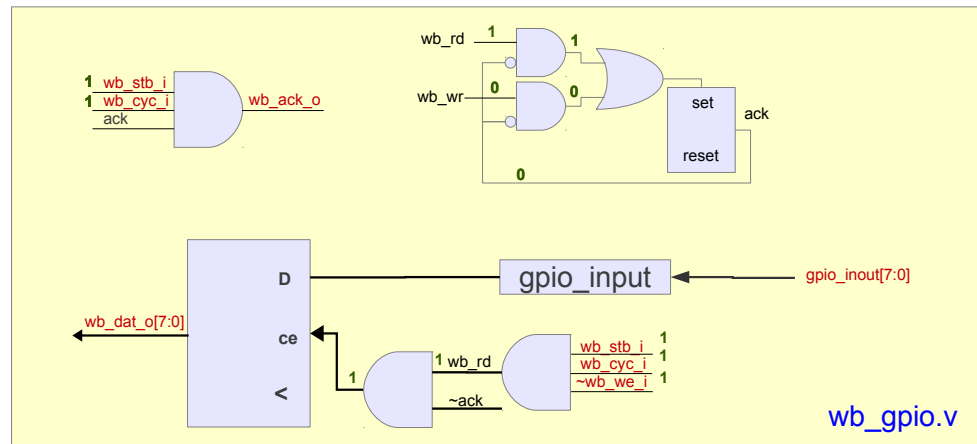 wb_rd 1 1
1 wb_stb_i
1 wb_cyc_i wb_ack_o
ack
wb_wr 0 0
set ack
reset
0
D gpio_input gpio_inout[7:0]
wb_dat_o[7:0] ce
wb_stb_i 1
1 1 wb_rd wb_cyc_i 1
~wb_we_i 1
< ~ack
wb_gpio.v